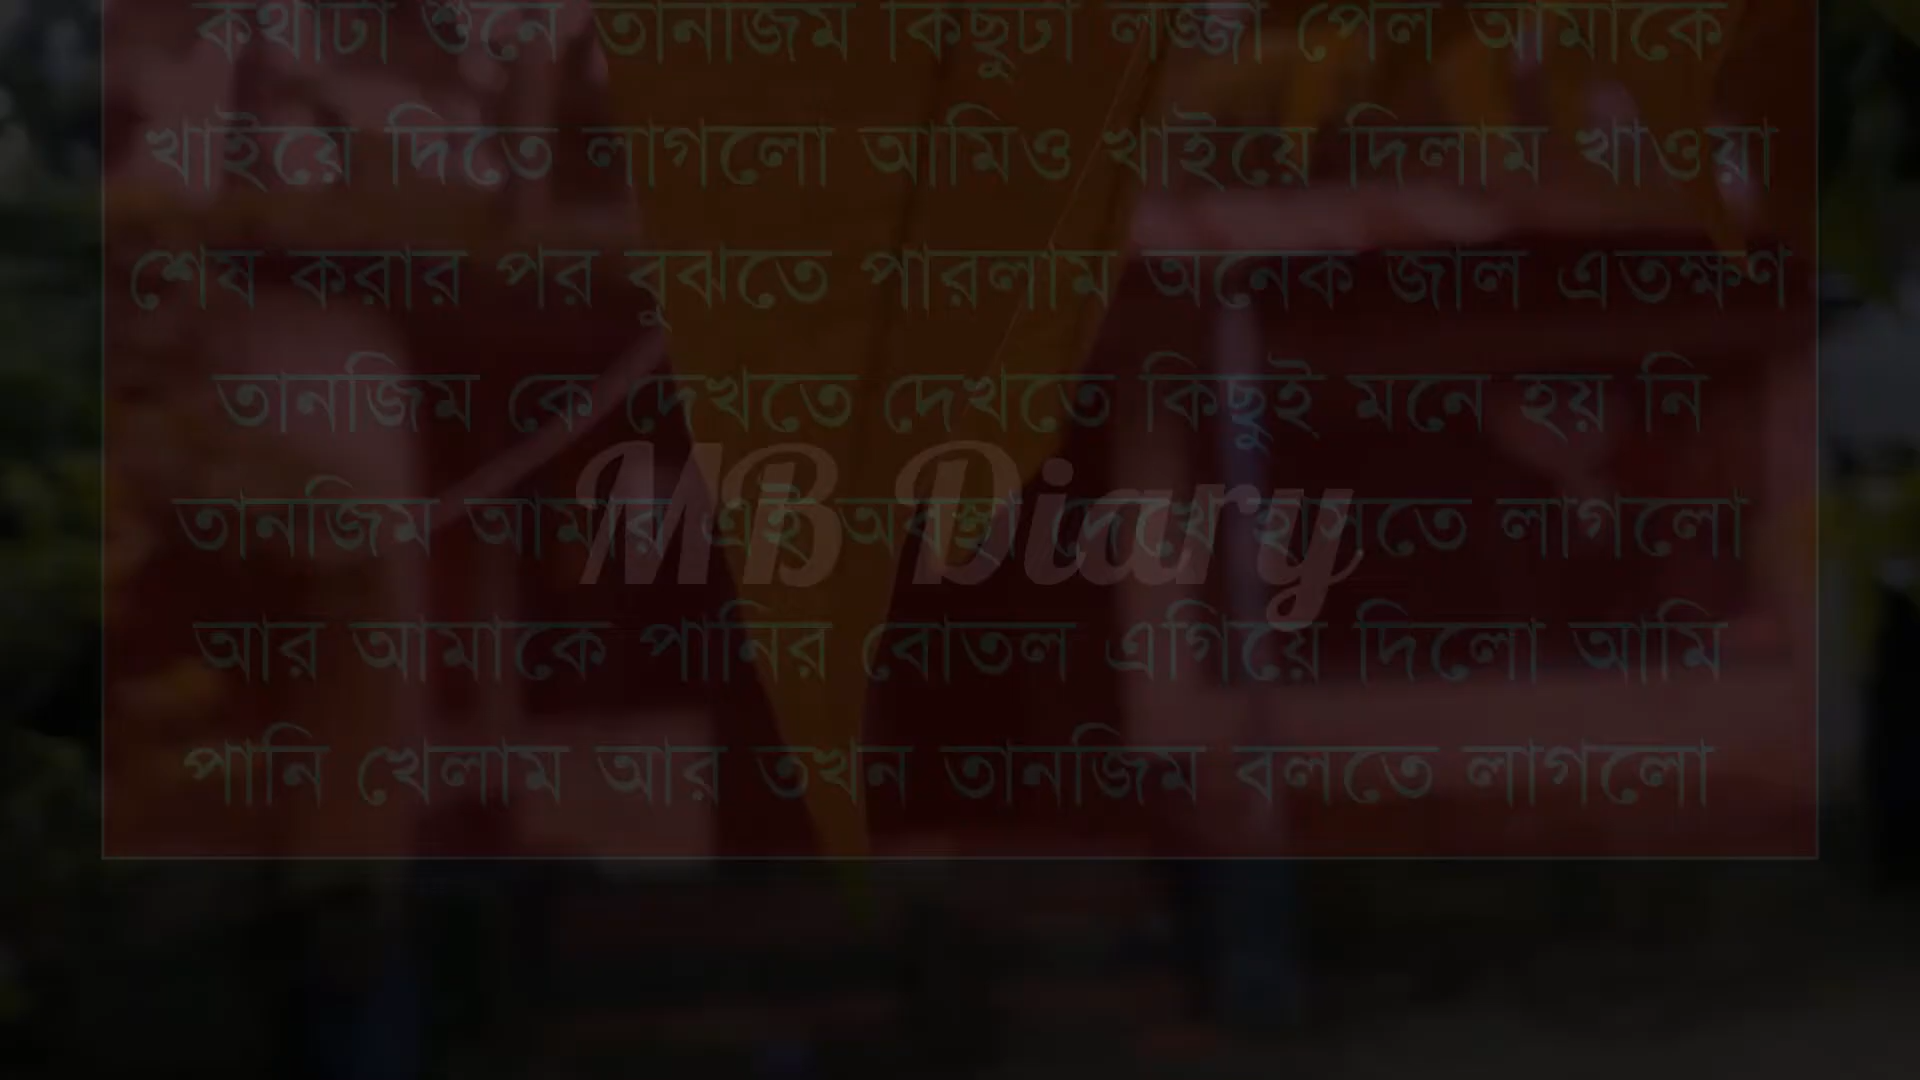 কথাটা শুনে তানজিম কিছুটা লজ্জা পেল আমাকে
খাইয়ে দিতে লাগলো আমিও খাইয়ে দিলাম খাওয়া
শেষ করার পর বুঝতে পারলাম অনেক জাল এতক্ষণ
তানজিম কে দেখতে দেখতে কিছুই মনে হয় নি
তানজিম আমার এই অবস্থা দেখে হাসতে লাগলো
MB Diary
আর আমাকে পানির বোতল এগিয়ে দিলো আমি
পানি খেলাম আর তখন তানজিম বলতে লাগলো